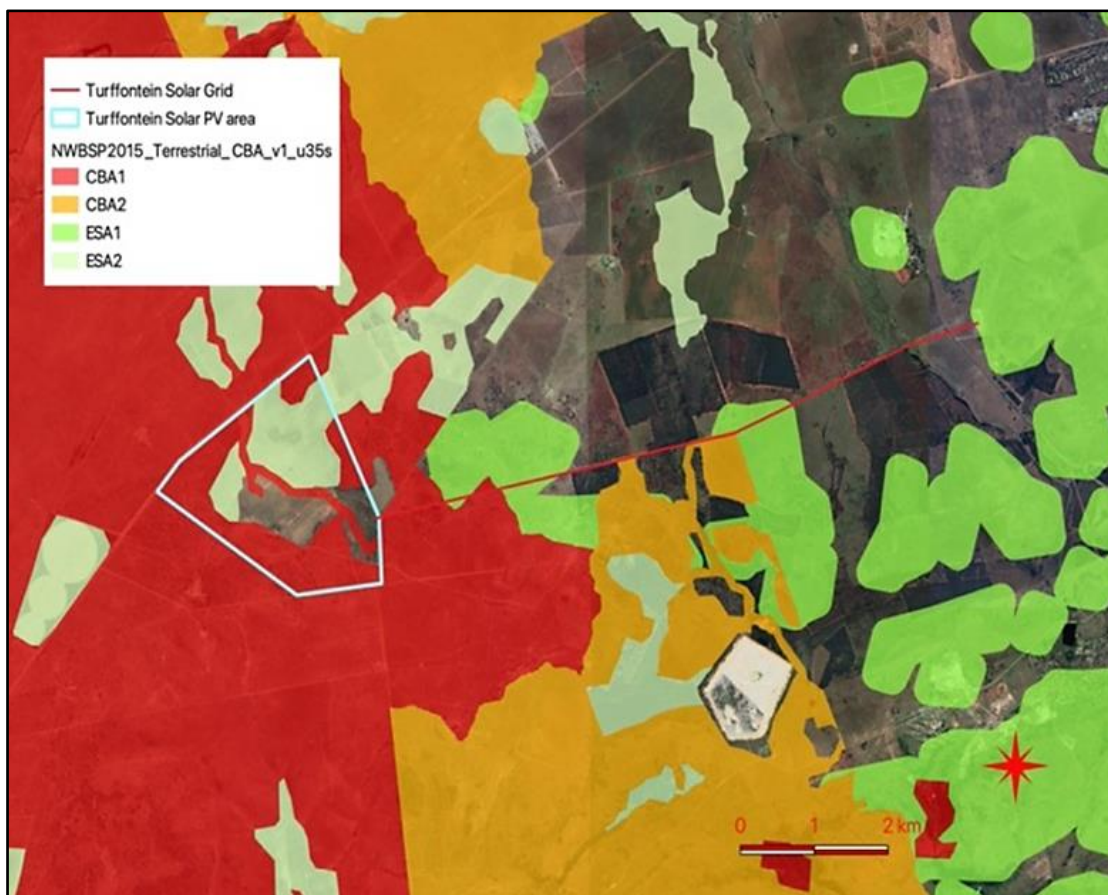 Turffontein Solar Grid
Turffontein Solar PV area
NWBSP2015_Terrestrial_CBA_v1_u35s
CBA1
CBA2
ESA1
ESA2
0 1 2 km